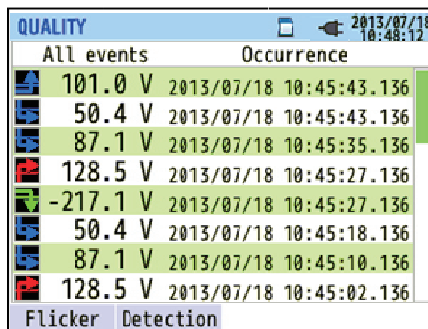 QUALITY 2013/07/18
10:48:12
All events Occurrence
101.0 V 2013/07/18 10:45:43.136
50.4 V 2013/07/18 10:45:43.136
87.1 V 2013/07/18 10:45:35.136
128.5 V 2013/07/18 10:45:27.136
-217.1 V 2013/07/18 10:45:27.136
50.4 V 2013/07/18 10:45:18.136
87.1 V 2013/07/18 10:45:10.136
128.5 V 2013/07/18 10:45:02.136
Flicker Detection